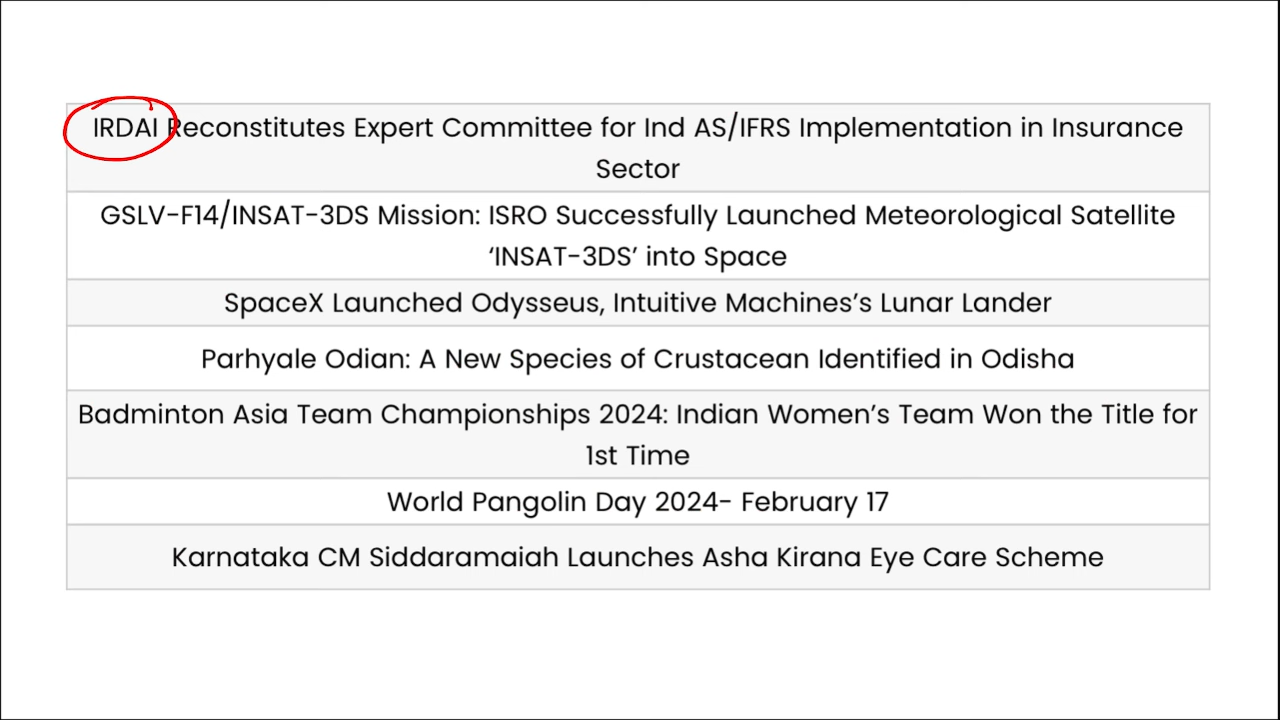 IRDAI Reconstitutes Expert Committee for Ind AS/IFRS Implementation in Insurance
Sector
GSLV-F14/INSAT-3DS Mission: ISRO Successfully Launched Meteorological Satellite
‘INSAT-3DS’ into Space
SpaceX Launched Odysseus, Intuitive Machines’s Lunar Lander
Parhyale Odian: A New Species of Crustacean Identified in Odisha
Badminton Asia Team Championships 2024: Indian Women’s Team Won the Title for
1st Time
World Pangolin Day 2024- February 17
Karnataka CM Siddaramaiah Launches Asha Kirana Eye Care Scheme